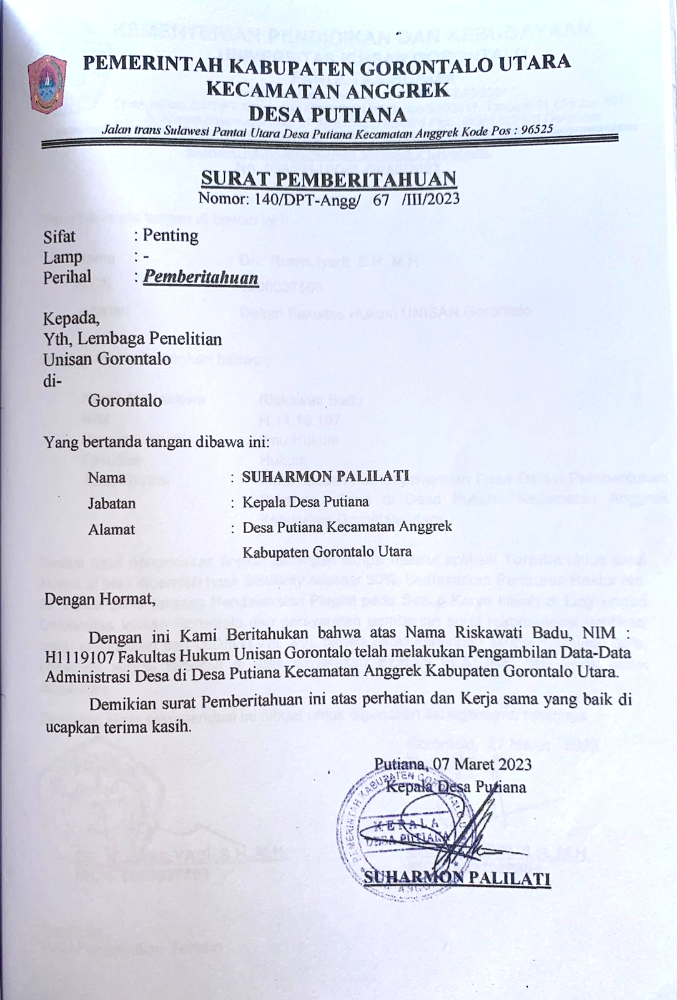 PEMERINTAH KABUPATEN GORONTALO UTARA
KECAMATAN ANGGREK
DESA PUTIANA
Jalan trans Sulawesi Pantai Utara Desa Putiana Kecamatan Anggrek Kode Pos : 96525
SURAT PEMBERITAHUAN
Nomor: 140/DPT-Angg/ 67 /III/2023
Sifat : Penting
Lamp : -
Perihal : Pemberitahuan
Kepada,
Yth, Lembaga Penelitian
Unisan Gorontalo
di-
Gorontalo
Yang bertanda tangan dibawa ini:
Nama : SUHARMON PALILATI
Jabatan : Kepala Desa Putiana
Alamat : Desa Putiana Kecamatan Anggrek
Kabupaten Gorontalo Utara
Dengan Hormat,
Dengan ini Kami Beritahukan bahwa atas Nama Riskawati Badu, NIM :
H1119107 Fakultas Hukum Unisan Gorontalo telah melakukan Pengambilan Data-Data
Administrasi Desa di Desa Putiana Kecamatan Anggrek Kabupaten Gorontalo Utara.
Demikian surat Pemberitahuan ini atas perhatian dan Kerja sama yang baik di
ucapkan terima kasih.
Putiana, 07 Maret 2023
Kepala Desa Putiana
PEMERINTAH KABUPATEN
KEPALA
DESA PUTIANA
SUHARMON PALILATI